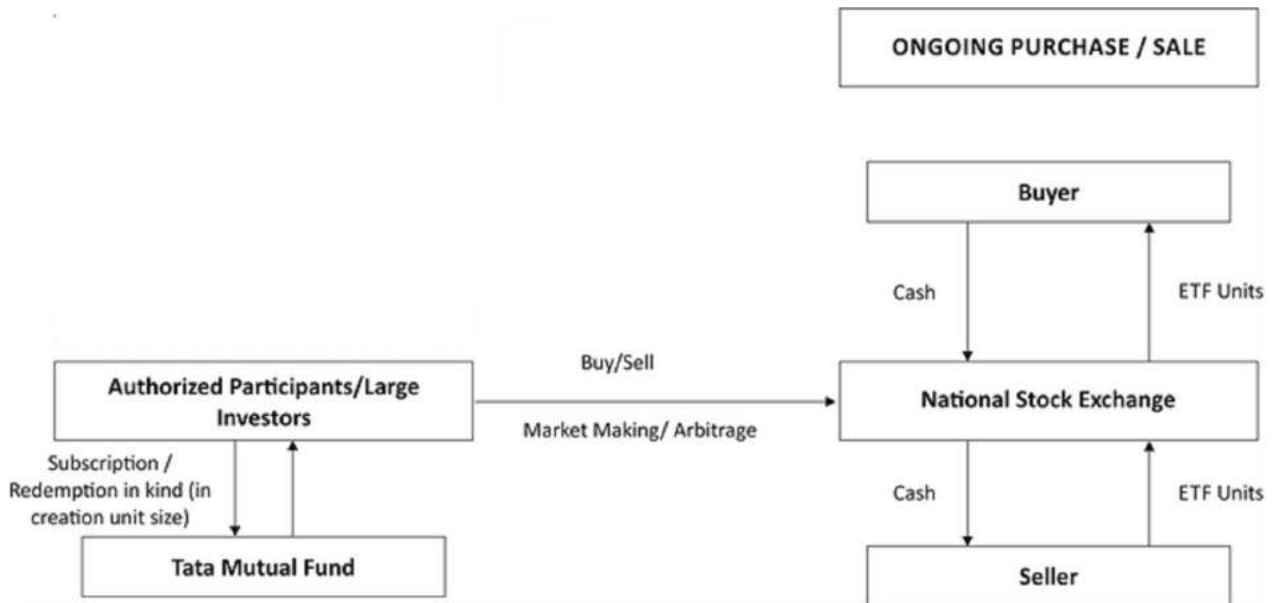 ONGOING PURCHASE / SALE
Buyer
Cash
ETF Units
Buy/Sell
Authorized Participants/Large
Investors
National Stock Exchange
Market Making/ Arbitrage
Subscription /
Redemption in kind (in
creation unit size)
Cash
ETF Units
Tata Mutual Fund
Seller